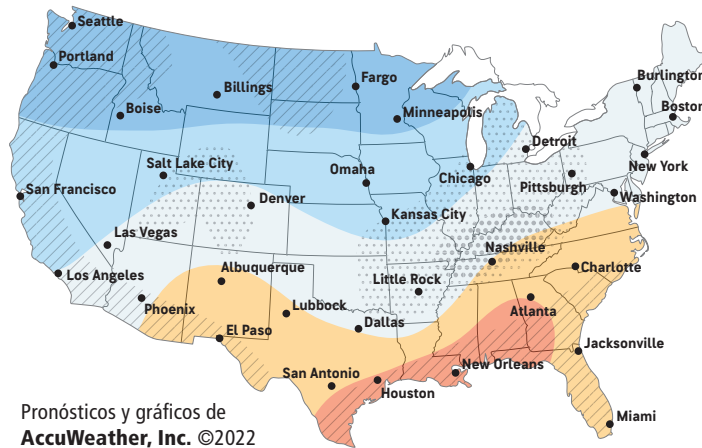 Seattle
Portland
Billings
Fargo
Burlington
Boise
Minneapolis
Boston
Detroit
Salt Lake City
Omaha
Chicago
New York
Pittsburgh
San Francisco
Denver
Washington
Kansas City
Las Vegas
Nashville
Los Angeles
Albuquerque
Little Rock
Charlotte
Phoenix
Lubbock
Atlanta
El Paso
Dallas
Jacksonville
San Antonio
New Orleans
Houston
Miami
Pronósticos y gráficos de
AccuWeather, Inc. ©2022